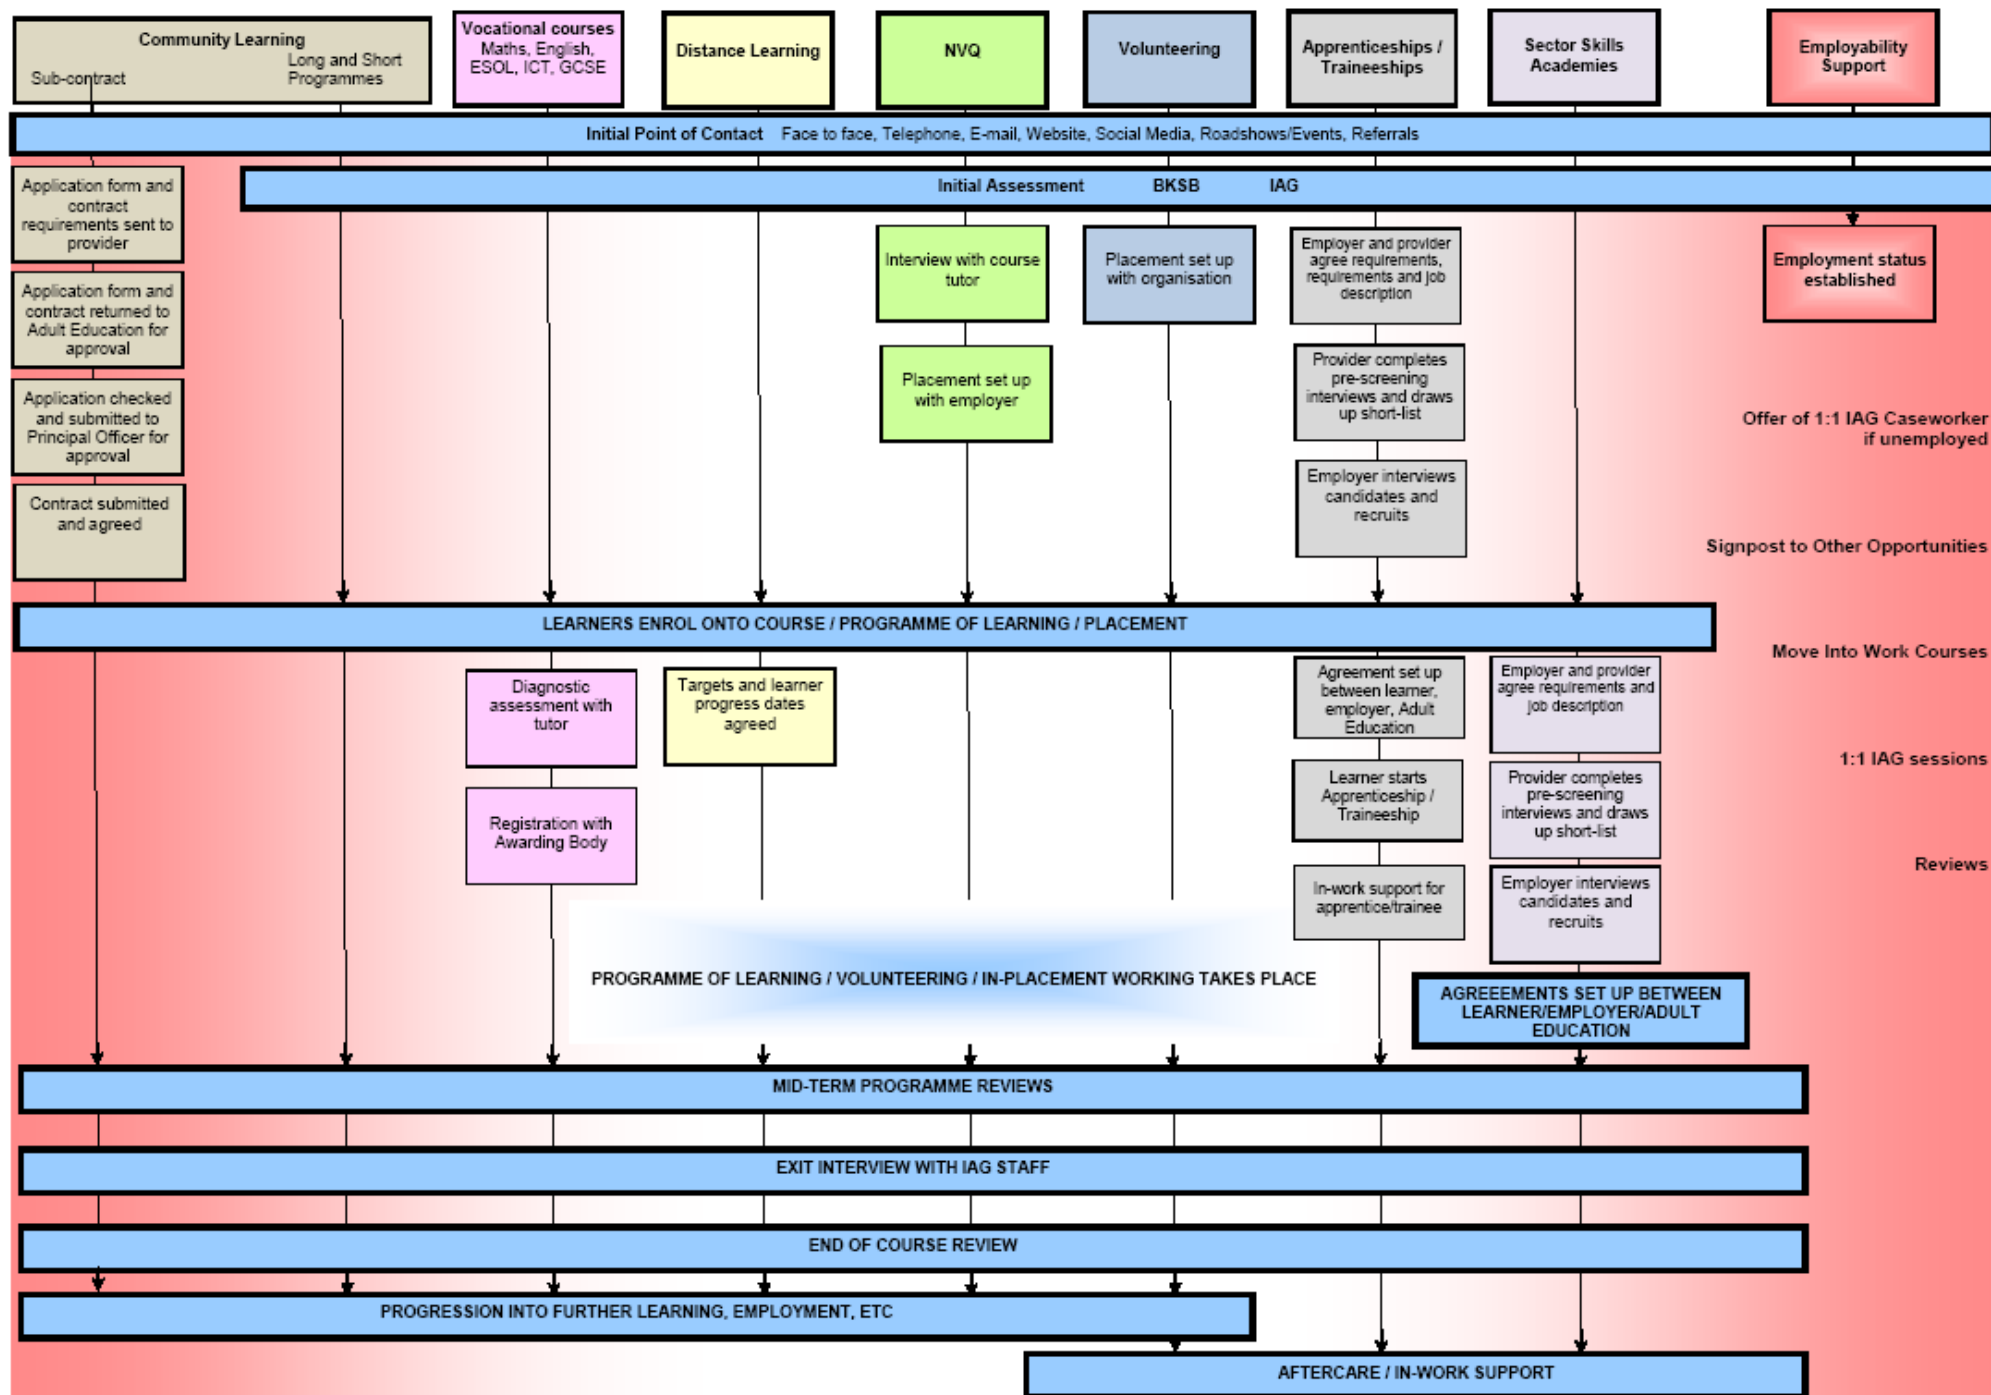 Community Learning
Sub-contract
Long and Short
Programmes
Vocational courses
Maths, English,
ESOL, ICT, GCSE
Distance Learning
NVQ
Volunteering
Apprenticeships /
Traineeships
Sector Skills
Academies
Employability
Support
Initial Point of Contact Face to face, Telephone, E-mail, Website, Social Media, Roadshows/Events, Referrals
Initial Assessment BKSB IAG
Application form and
contract
requirements sent to
provider
Application form and
contract returned to
Adult Education for
approval
Application checked
and submitted to
Principal Officer for
approval
Contract submitted
and agreed
Interview with course
tutor
Placement set up
with employer
Placement set up
with organisation
Employer and provider
agree requirements,
requirements and job
description
Provider completes
pre-screening
interviews and draws
up short-list
Employer interviews
candidates and
recruits
Employment status
established
Offer of 1:1 IAG Caseworker
if unemployed
Signpost to Other Opportunities
LEARNERS ENROL ONTO COURSE / PROGRAMME OF LEARNING / PLACEMENT
Move Into Work Courses
Diagnostic
assessment with
tutor
Registration with
Awarding Body
Targets and learner
progress dates
agreed
Agreement set up
between learner,
employer, Adult
Education
Learner starts
Apprenticeship /
Traineeship
In-work support for
apprentice/trainee
Employer and provider
agree requirements and
job description
Provider completes
pre-screening
interviews and draws
up short-list
Employer interviews
candidates and
recruits
1:1 IAG sessions
Reviews
PROGRAMME OF LEARNING / VOLUNTEERING / IN-PLACEMENT WORKING TAKES PLACE
AGREEEMENTS SET UP BETWEEN
LEARNER/EMPLOYER/ADULT
EDUCATION
MID-TERM PROGRAMME REVIEWS
EXIT INTERVIEW WITH IAG STAFF
END OF COURSE REVIEW
PROGRESSION INTO FURTHER LEARNING, EMPLOYMENT, ETC
AFTERCARE / IN-WORK SUPPORT